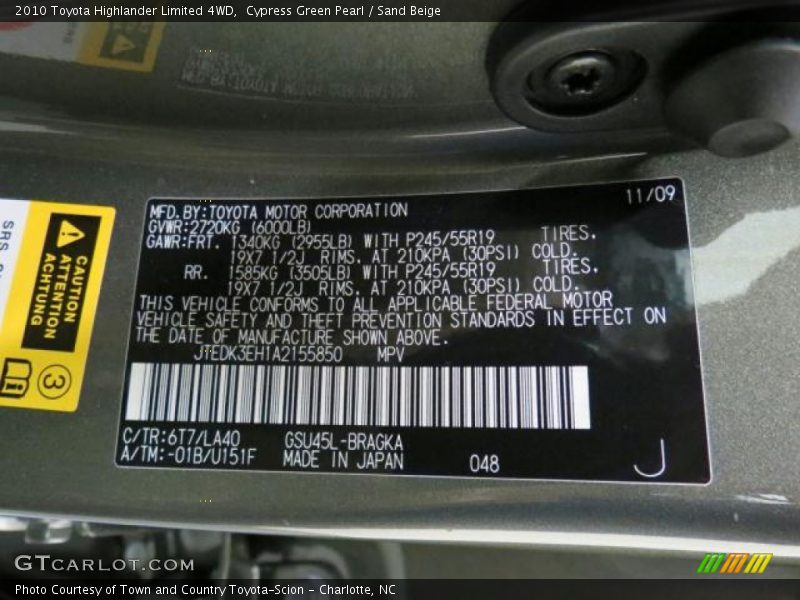 2010 Toyota Highlander Limited 4WD,  Cypress Green Pearl / Sand Beige
11/09
MFD.BY:TOYOTA MOTOR CORPORATION
GVWR:2720KG (6000LB)
GAWR:FRT. 1340KG (2955LB) WITH P245/55R19 TIRES.
19X7 1/2J RIMS. AT 210KPA (30PSI) COLD.
RR. 1585KG (3505LB) WITH P245/55R19 TIRES.
19X7 1/2J RIMS. AT 210KPA (30PSI) COLD.
THIS VEHICLE CONFORMS TO ALL APPLICABLE FEDERAL MOTOR
VEHICLE SAFETY AND THEFT PREVENTION STANDARDS IN EFFECT ON
THE DATE OF MANUFACTURE SHOWN ABOVE.
JTEDK3EH1A2155850 MPV
C/TR:6T7/LA40 GSU45L-BRAGKA
A/TM:-01B/U151F MADE IN JAPAN 048 J
CAUTION
ATTENTION
ACHTUNG
3
SRS
GTCARLOT.COM
Photo Courtesy of Town and Country Toyota-Scion - Charlotte, NC